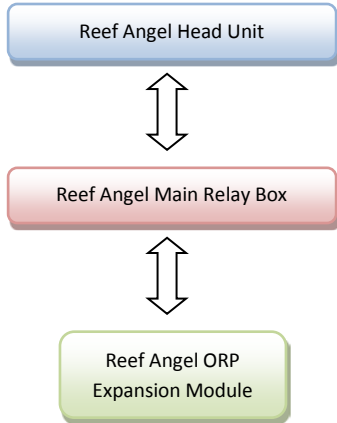 Reef Angel Head Unit
Reef Angel Main Relay Box
Reef Angel ORP
Expansion Module